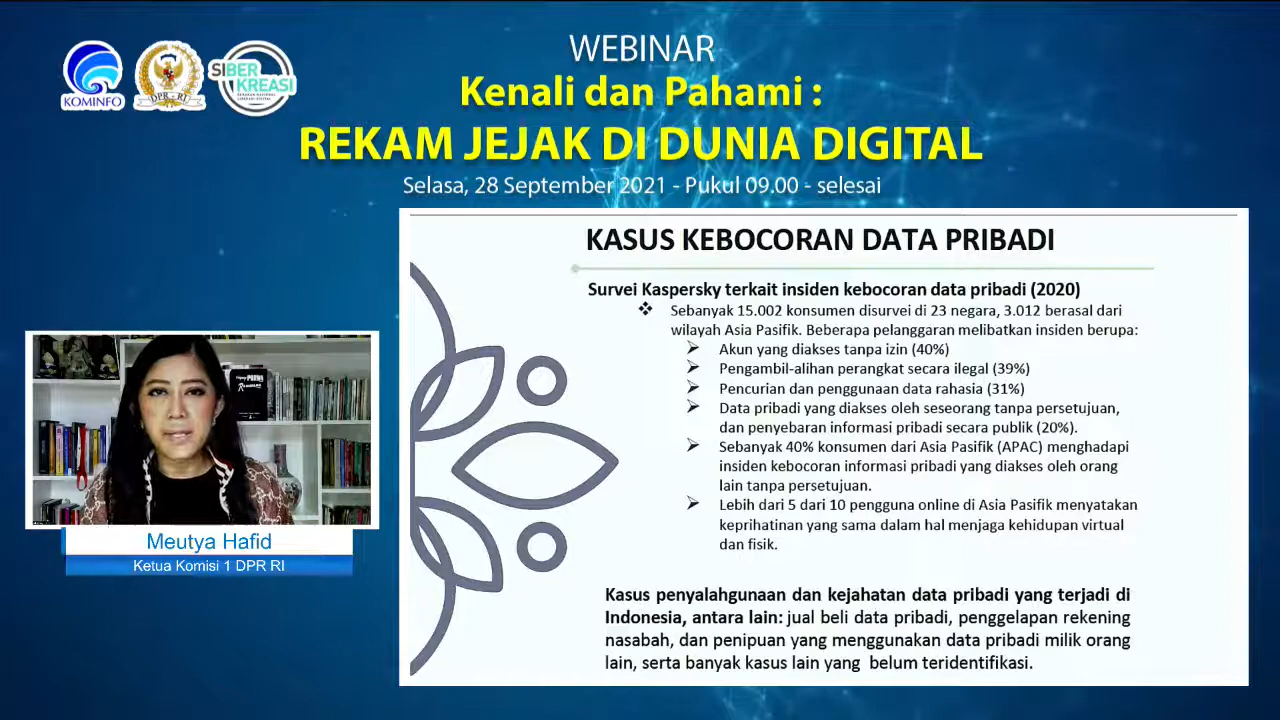 WEBINAR
Kenali dan Pahami :
REKAM JEJAK DI DUNIA DIGITAL
Selasa, 28 September 2021 - Pukul 09.00 - selesai
KOMINFO
DPR - RI
SIBER
KREASI
KASUS KEBOCORAN DATA PRIBADI
Survei Kaspersky terkait insiden kebocoran data pribadi (2020)
❖ Sebanyak 15.002 konsumen disurvei di 23 negara, 3.012 berasal dari
wilayah Asia Pasifik. Beberapa pelanggaran melibatkan insiden berupa:
➢ Akun yang diakses tanpa izin (40%)
➢ Pengambil-alihan perangkat secara ilegal (39%)
➢ Pencurian dan penggunaan data rahasia (31%)
➢ Data pribadi yang diakses oleh seseorang tanpa persetujuan,
dan penyebaran informasi pribadi secara publik (20%).
➢ Sebanyak 40% konsumen dari Asia Pasifik (APAC) menghadapi
insiden kebocoran informasi pribadi yang diakses oleh orang
lain tanpa persetujuan.
➢ Lebih dari 5 dari 10 pengguna online di Asia Pasifik menyatakan
keprihatinan yang sama dalam hal menjaga kehidupan virtual
dan fisik.
Kasus penyalahgunaan dan kejahatan data pribadi yang terjadi di
Indonesia, antara lain: jual beli data pribadi, penggelapan rekening
nasabah, dan penipuan yang menggunakan data pribadi milik orang
lain, serta banyak kasus lain yang belum teridentifikasi.
Meutya Hafid
Ketua Komisi 1 DPR RI